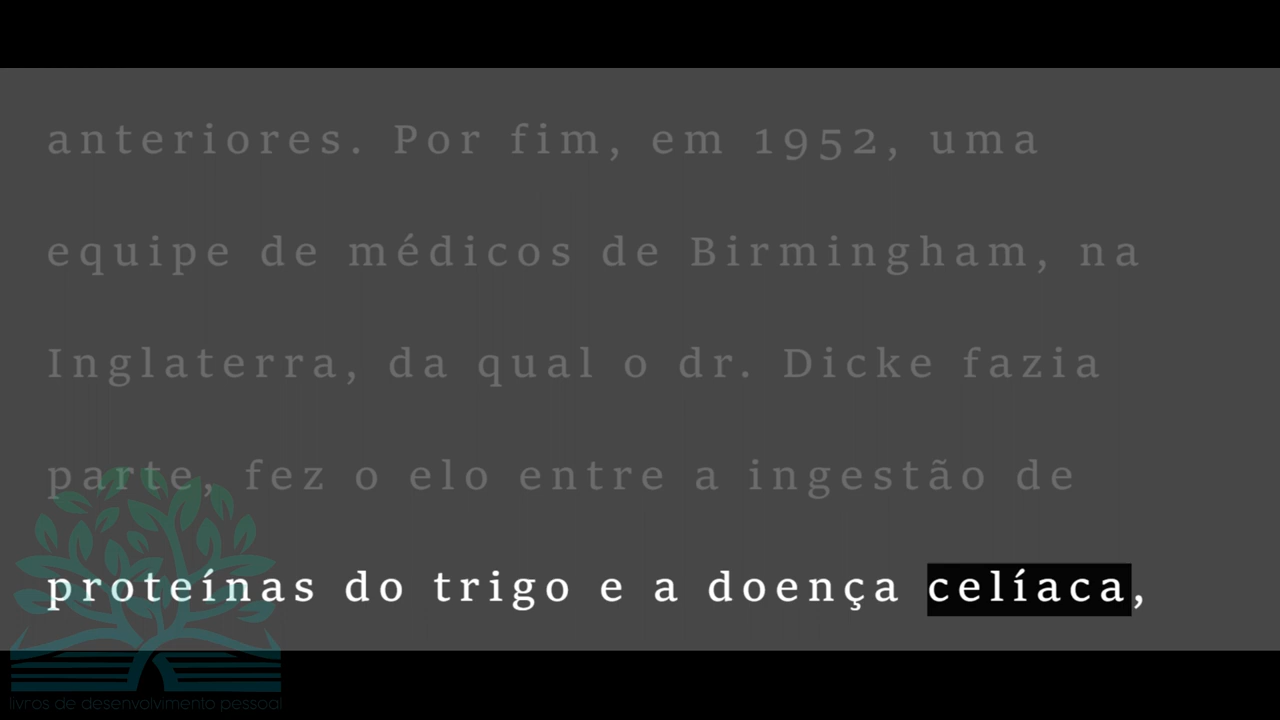 anteriores. Por fim, em 1952, uma
equipe de médicos de Birmingham, na
Inglaterra, da qual o dr. Dicke fazia
parte, fez o elo entre a ingestão de
proteínas do trigo e a doença celíaca,
livros de desenvolvimento pessoal